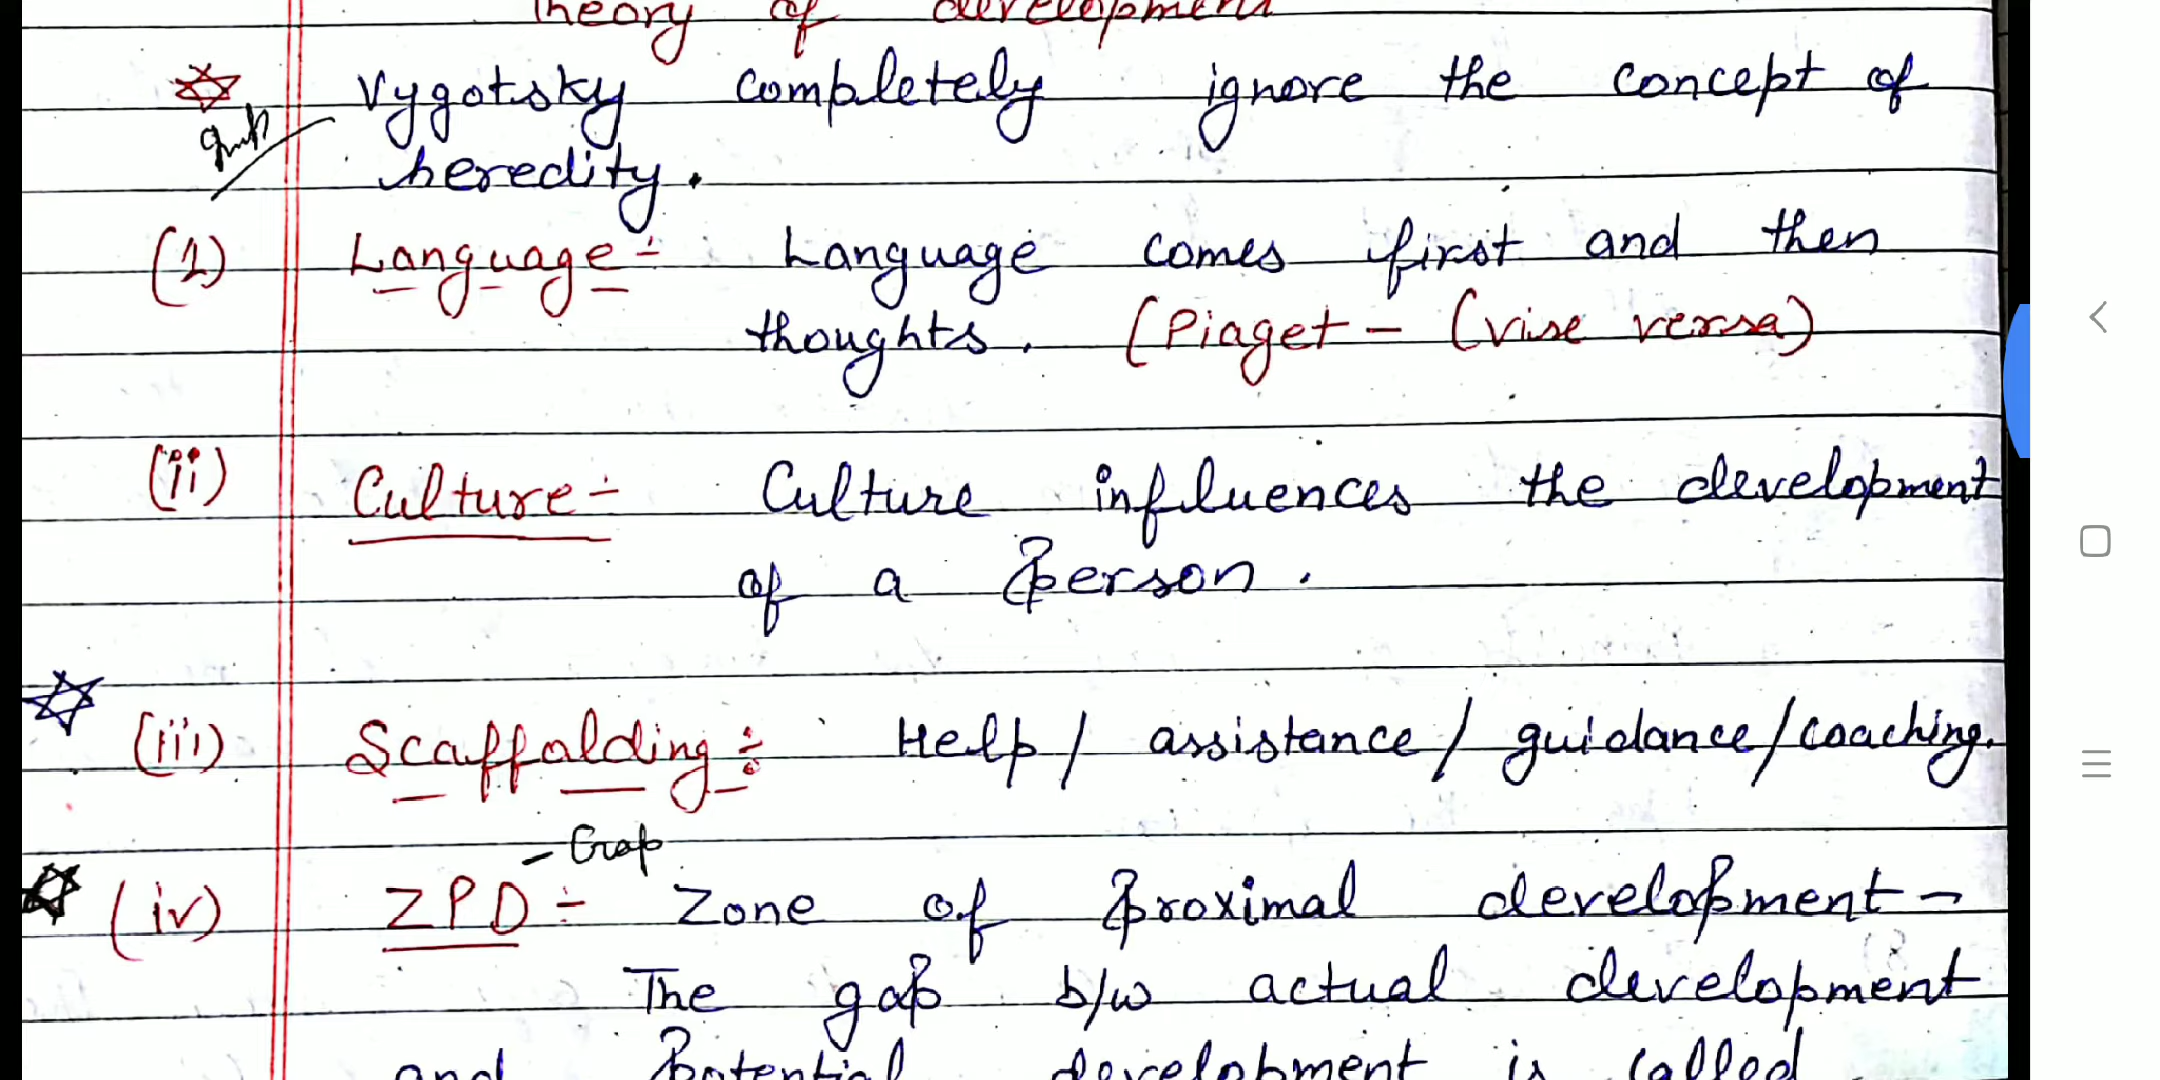 Theory of development
Vygotsky completely ignore the concept of
heredity.
(1) Language ÷ Language comes first and then
thoughts. (Piaget - (vise versa)
(ii) Culture ÷ Culture influences the development
of a person.
(iii) Scaffalding ÷ Help / assistance / guidance / coaching.
- Gap
(iv) ZPD ÷ Zone of Proximal development -
The gap b/w actual development
and Potential development is called